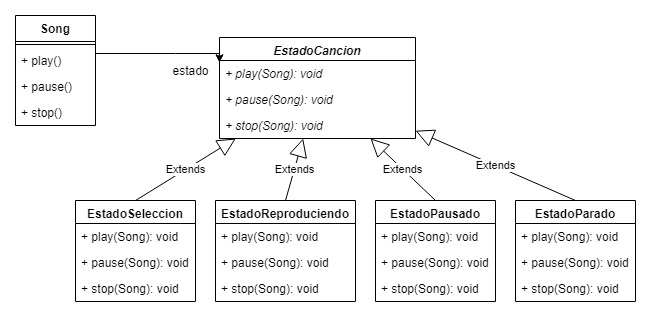 Song
+ play()
+ pause()
+ stop()
estado
EstadoCancion
+ play(Song): void
+ pause(Song): void
+ stop(Song): void
Extends
Extends
Extends
Extends
EstadoSeleccion
+ play(Song): void
+ pause(Song): void
+ stop(Song): void
EstadoReproduciendo
+ play(Song): void
+ pause(Song): void
+ stop(Song): void
EstadoPausado
+ play(Song): void
+ pause(Song): void
+ stop(Song): void
EstadoParado
+ play(Song): void
+ pause(Song): void
+ stop(Song): void